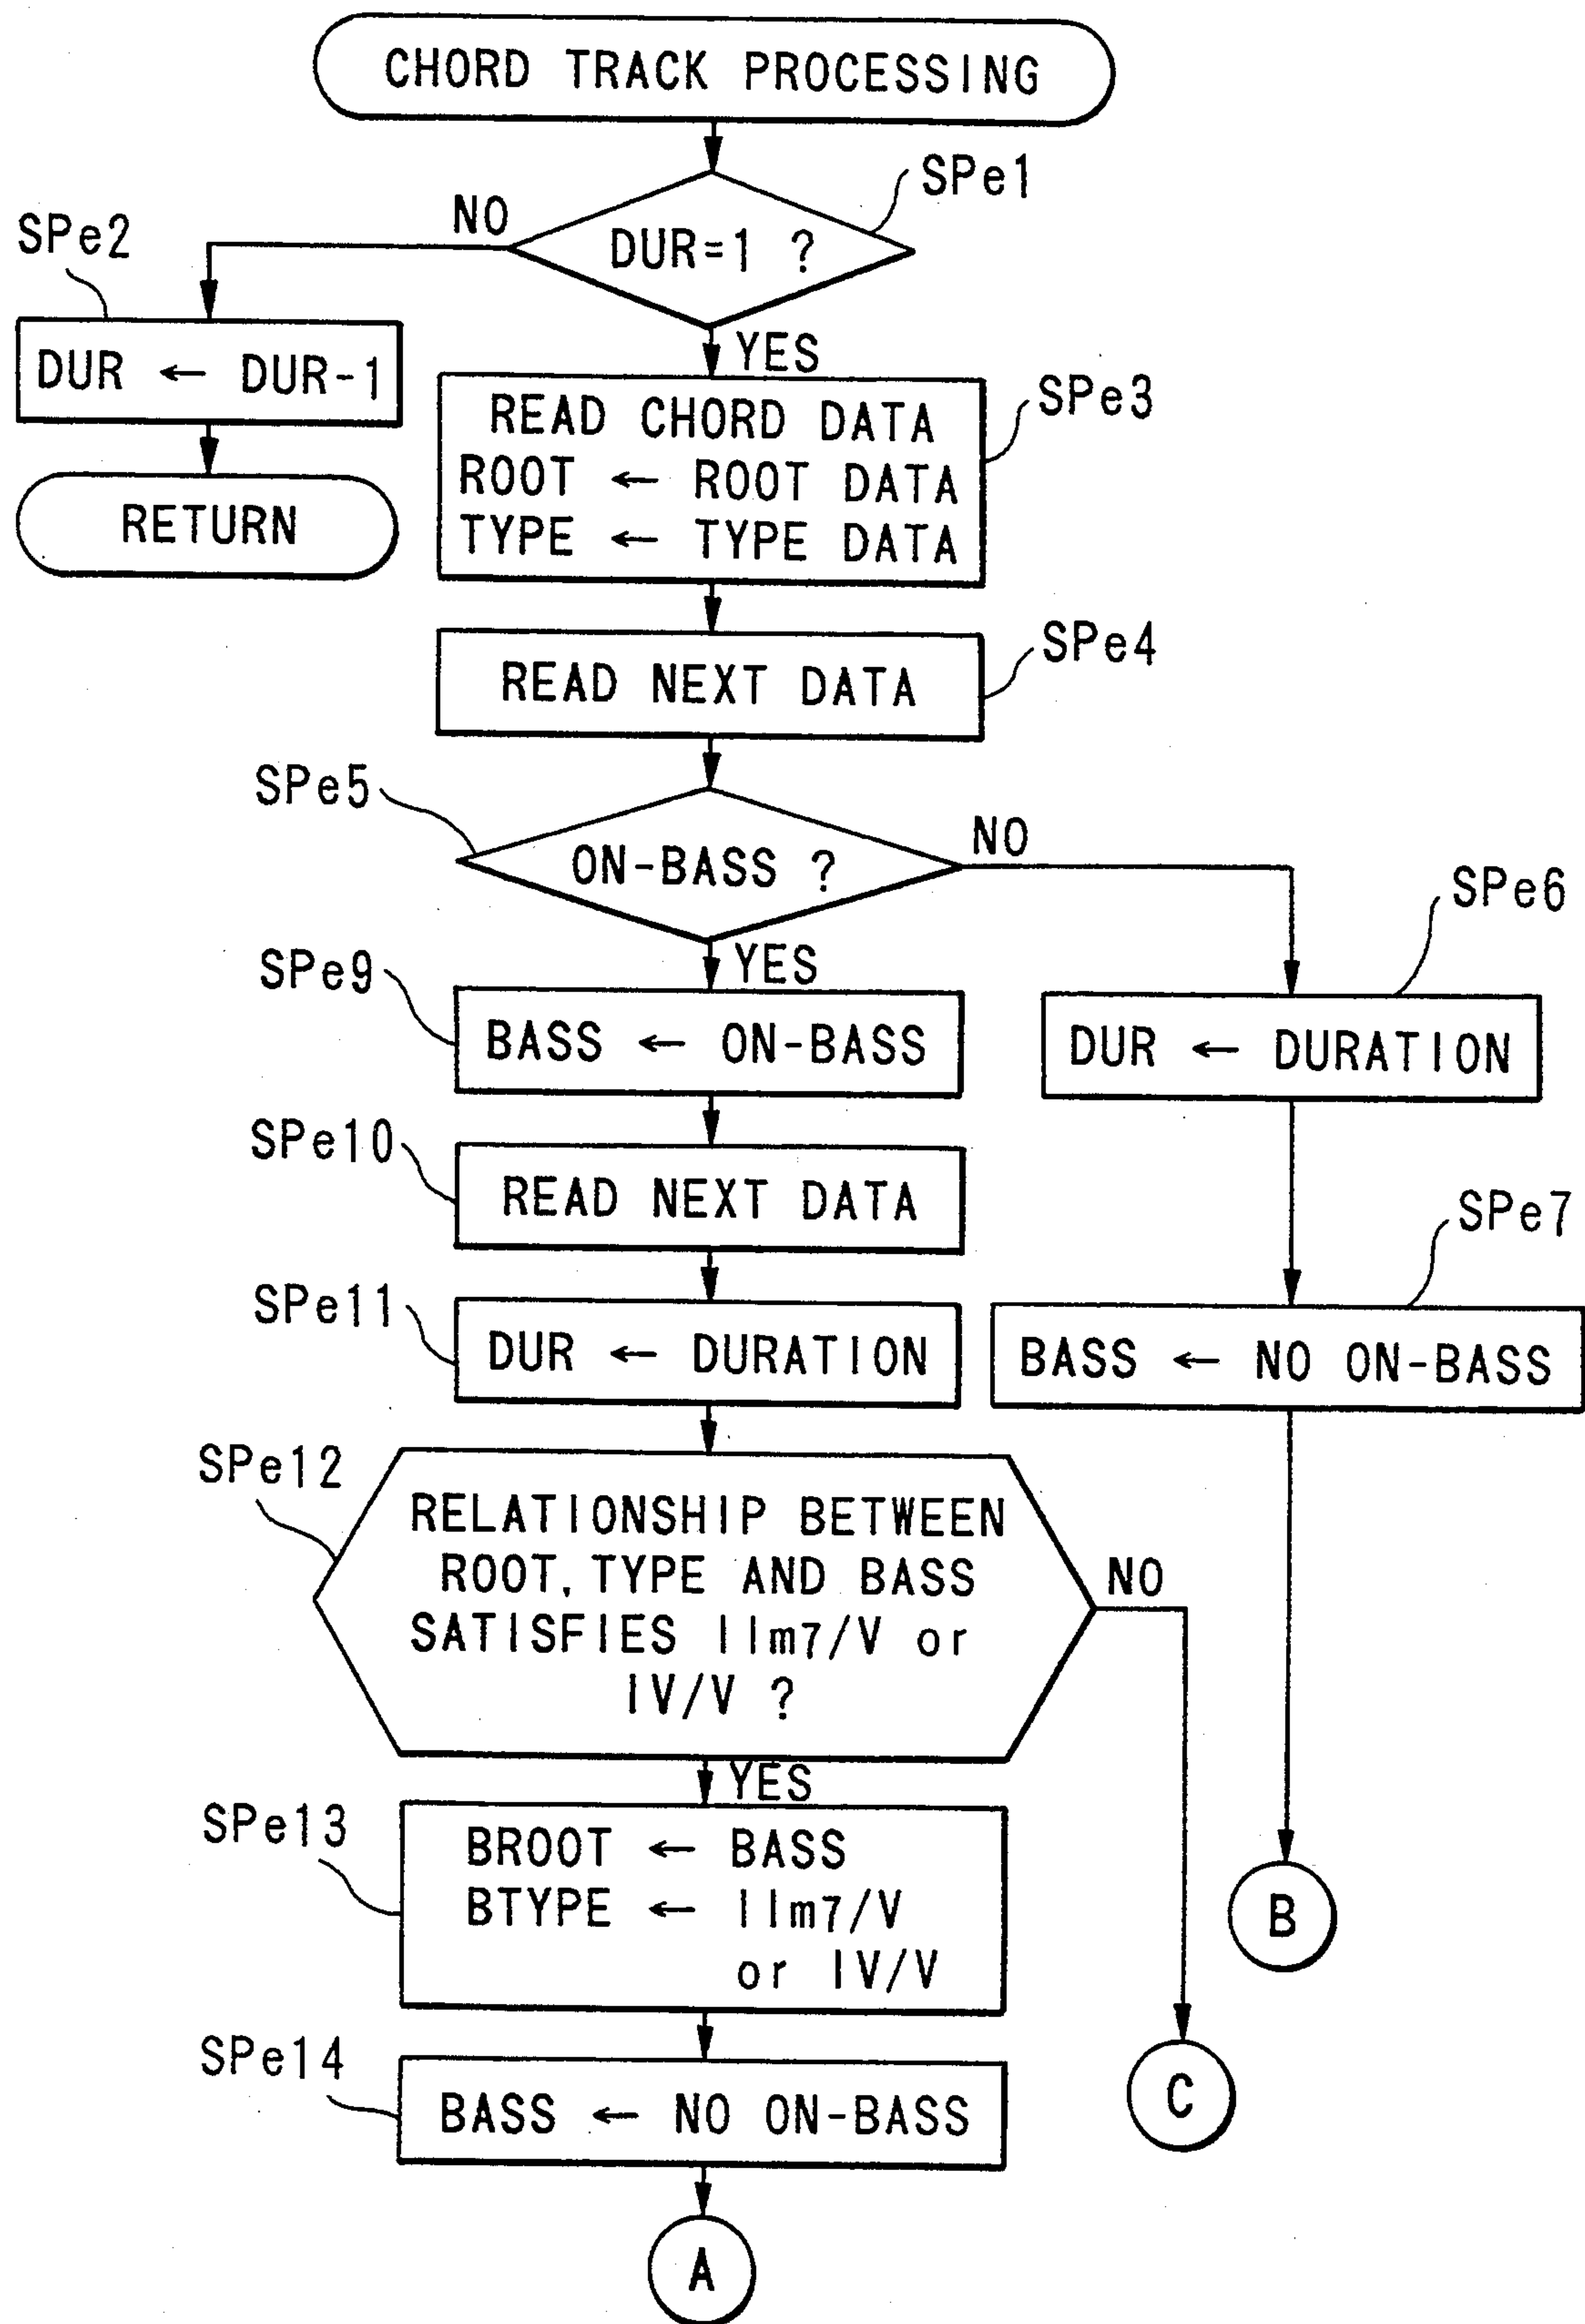 CHORD TRACK PROCESSING
SPe1
DUR=1 ?
NO
YES
SPe2
DUR ← DUR-1
RETURN
SPe3
READ CHORD DATA
ROOT ← ROOT DATA
TYPE ← TYPE DATA
SPe4
READ NEXT DATA
SPe5
ON-BASS ?
NO
YES
SPe6
DUR ← DURATION
SPe7
BASS ← NO ON-BASS
B
SPe9
BASS ← ON-BASS
SPe10
READ NEXT DATA
SPe11
DUR ← DURATION
SPe12
RELATIONSHIP BETWEEN
ROOT, TYPE AND BASS
SATISFIES IIm7/V or
IV/V ?
NO
YES
C
SPe13
BROOT ← BASS
BTYPE ← IIm7/V
or IV/V
SPe14
BASS ← NO ON-BASS
A